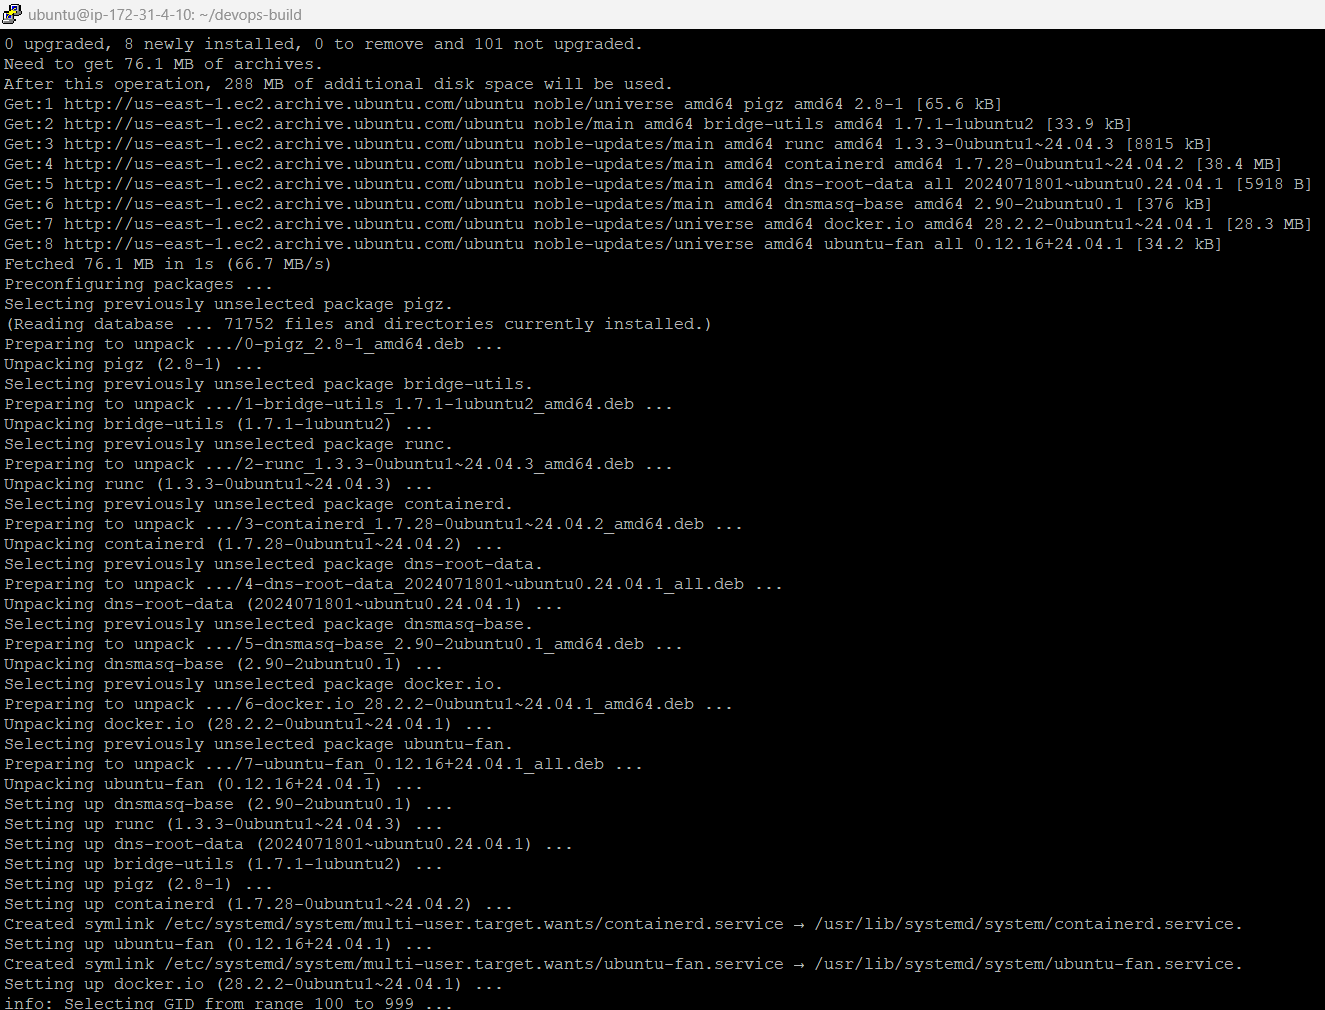 ubuntu@ip-172-31-4-10: ~/devops-build
0 upgraded, 8 newly installed, 0 to remove and 101 not upgraded.
Need to get 76.1 MB of archives.
After this operation, 288 MB of additional disk space will be used.
Get:1 http://us-east-1.ec2.archive.ubuntu.com/ubuntu noble/universe amd64 pigz amd64 2.8-1 [65.6 kB]
Get:2 http://us-east-1.ec2.archive.ubuntu.com/ubuntu noble/main amd64 bridge-utils amd64 1.7.1-1ubuntu2 [33.9 kB]
Get:3 http://us-east-1.ec2.archive.ubuntu.com/ubuntu noble-updates/main amd64 runc amd64 1.3.3-0ubuntu1~24.04.3 [8815 kB]
Get:4 http://us-east-1.ec2.archive.ubuntu.com/ubuntu noble-updates/main amd64 containerd amd64 1.7.28-0ubuntu1~24.04.2 [38.4 MB]
Get:5 http://us-east-1.ec2.archive.ubuntu.com/ubuntu noble-updates/main amd64 dns-root-data all 2024071801~ubuntu0.24.04.1 [5918 B]
Get:6 http://us-east-1.ec2.archive.ubuntu.com/ubuntu noble-updates/main amd64 dnsmasq-base amd64 2.90-2ubuntu0.1 [376 kB]
Get:7 http://us-east-1.ec2.archive.ubuntu.com/ubuntu noble-updates/universe amd64 docker.io amd64 28.2.2-0ubuntu1~24.04.1 [28.3 MB]
Get:8 http://us-east-1.ec2.archive.ubuntu.com/ubuntu noble-updates/universe amd64 ubuntu-fan all 0.12.16+24.04.1 [34.2 kB]
Fetched 76.1 MB in 1s (66.7 MB/s)
Preconfiguring packages ...
Selecting previously unselected package pigz.
(Reading database ... 71752 files and directories currently installed.)
Preparing to unpack .../0-pigz_2.8-1_amd64.deb ...
Unpacking pigz (2.8-1) ...
Selecting previously unselected package bridge-utils.
Preparing to unpack .../1-bridge-utils_1.7.1-1ubuntu2_amd64.deb ...
Unpacking bridge-utils (1.7.1-1ubuntu2) ...
Selecting previously unselected package runc.
Preparing to unpack .../2-runc_1.3.3-0ubuntu1~24.04.3_amd64.deb ...
Unpacking runc (1.3.3-0ubuntu1~24.04.3) ...
Selecting previously unselected package containerd.
Preparing to unpack .../3-containerd_1.7.28-0ubuntu1~24.04.2_amd64.deb ...
Unpacking containerd (1.7.28-0ubuntu1~24.04.2) ...
Selecting previously unselected package dns-root-data.
Preparing to unpack .../4-dns-root-data_2024071801~ubuntu0.24.04.1_all.deb ...
Unpacking dns-root-data (2024071801~ubuntu0.24.04.1) ...
Selecting previously unselected package dnsmasq-base.
Preparing to unpack .../5-dnsmasq-base_2.90-2ubuntu0.1_amd64.deb ...
Unpacking dnsmasq-base (2.90-2ubuntu0.1) ...
Selecting previously unselected package docker.io.
Preparing to unpack .../6-docker.io_28.2.2-0ubuntu1~24.04.1_amd64.deb ...
Unpacking docker.io (28.2.2-0ubuntu1~24.04.1) ...
Selecting previously unselected package ubuntu-fan.
Preparing to unpack .../7-ubuntu-fan_0.12.16+24.04.1_all.deb ...
Unpacking ubuntu-fan (0.12.16+24.04.1) ...
Setting up dnsmasq-base (2.90-2ubuntu0.1) ...
Setting up runc (1.3.3-0ubuntu1~24.04.3) ...
Setting up dns-root-data (2024071801~ubuntu0.24.04.1) ...
Setting up bridge-utils (1.7.1-1ubuntu2) ...
Setting up pigz (2.8-1) ...
Setting up containerd (1.7.28-0ubuntu1~24.04.2) ...
Created symlink /etc/systemd/system/multi-user.target.wants/containerd.service → /usr/lib/systemd/system/containerd.service.
Setting up ubuntu-fan (0.12.16+24.04.1) ...
Created symlink /etc/systemd/system/multi-user.target.wants/ubuntu-fan.service → /usr/lib/systemd/system/ubuntu-fan.service.
Setting up docker.io (28.2.2-0ubuntu1~24.04.1) ...
info: Selecting GID from range 100 to 999 ...